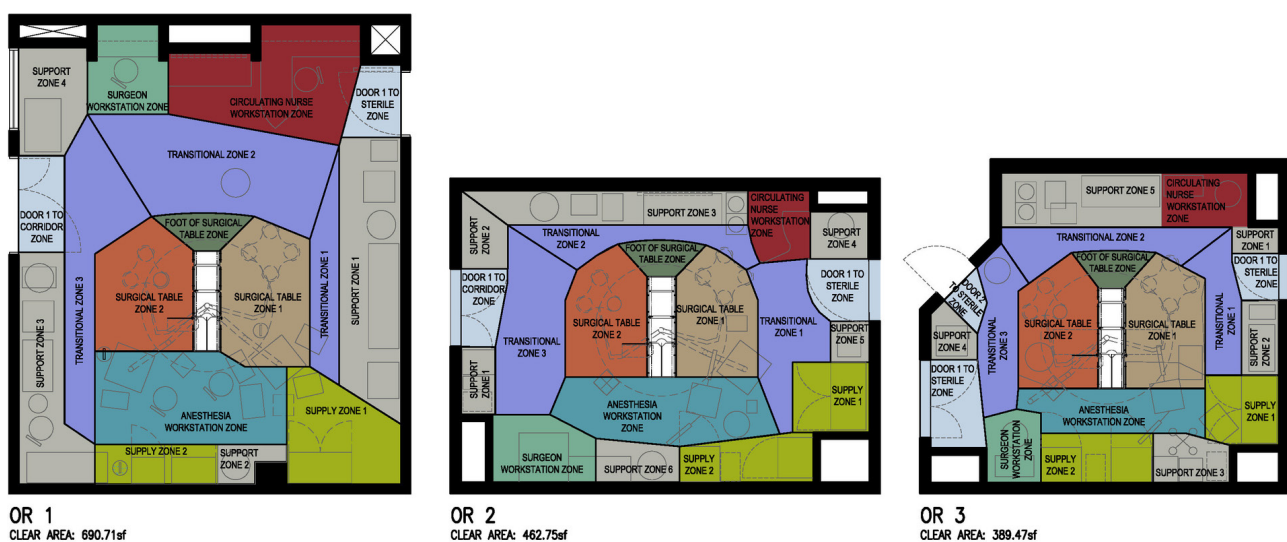 SUPPORT
ZONE 4
SURGEON
WORKSTATION ZONE
CIRCULATING NURSE
WORKSTATION ZONE
DOOR 1 TO
STERILE
ZONE
TRANSITIONAL ZONE 2
DOOR 1 TO
CORRIDOR
ZONE
FOOT OF SURGICAL
TABLE ZONE
SURGICAL TABLE
ZONE 2
SURGICAL TABLE
ZONE 1
TRANSITIONAL ZONE 1
SUPPORT ZONE 1
TRANSITIONAL ZONE 3
SUPPORT ZONE 3
ANESTHESIA
WORKSTATION ZONE
SUPPLY ZONE 1
SUPPLY ZONE 2
SUPPORT
ZONE 2
OR 1
CLEAR AREA: 690.71sf
SUPPORT
ZONE 2
SUPPORT ZONE 3
CIRCULATING
NURSE
WORKSTATION
ZONE
SUPPORT
ZONE 4
TRANSITIONAL
ZONE 2
FOOT OF SURGICAL
TABLE ZONE
DOOR 1 TO
CORRIDOR
ZONE
DOOR 1 TO
STERILE
ZONE
SURGICAL TABLE
ZONE 2
SURGICAL TABLE
ZONE 1
TRANSITIONAL
ZONE 1
SUPPORT
ZONE 5
TRANSITIONAL
ZONE 3
SUPPORT
ZONE 1
ANESTHESIA
WORKSTATION
ZONE
SUPPLY
ZONE 1
SURGEON
WORKSTATION ZONE
SUPPORT ZONE 6
SUPPLY
ZONE 2
OR 2
CLEAR AREA: 462.75sf
SUPPORT ZONE 5
CIRCULATING
NURSE
WORKSTATION
ZONE
TRANSITIONAL ZONE 2
SUPPORT
ZONE 1
FOOT OF SURGICAL
TABLE ZONE
DOOR 1 TO
STERILE
ZONE
DOOR 2
TO STERILE
ZONE
SURGICAL TABLE
ZONE 2
SURGICAL TABLE
ZONE 1
TRANSITIONAL
ZONE 1
SUPPORT
ZONE 2
TRANSITIONAL
ZONE 3
SUPPORT
ZONE 4
DOOR 1 TO
STERILE
ZONE
ANESTHESIA
WORKSTATION ZONE
SUPPLY
ZONE 1
SURGEON
WORKSTATION
ZONE
SUPPLY
ZONE 2
SUPPORT ZONE 3
OR 3
CLEAR AREA: 389.47sf